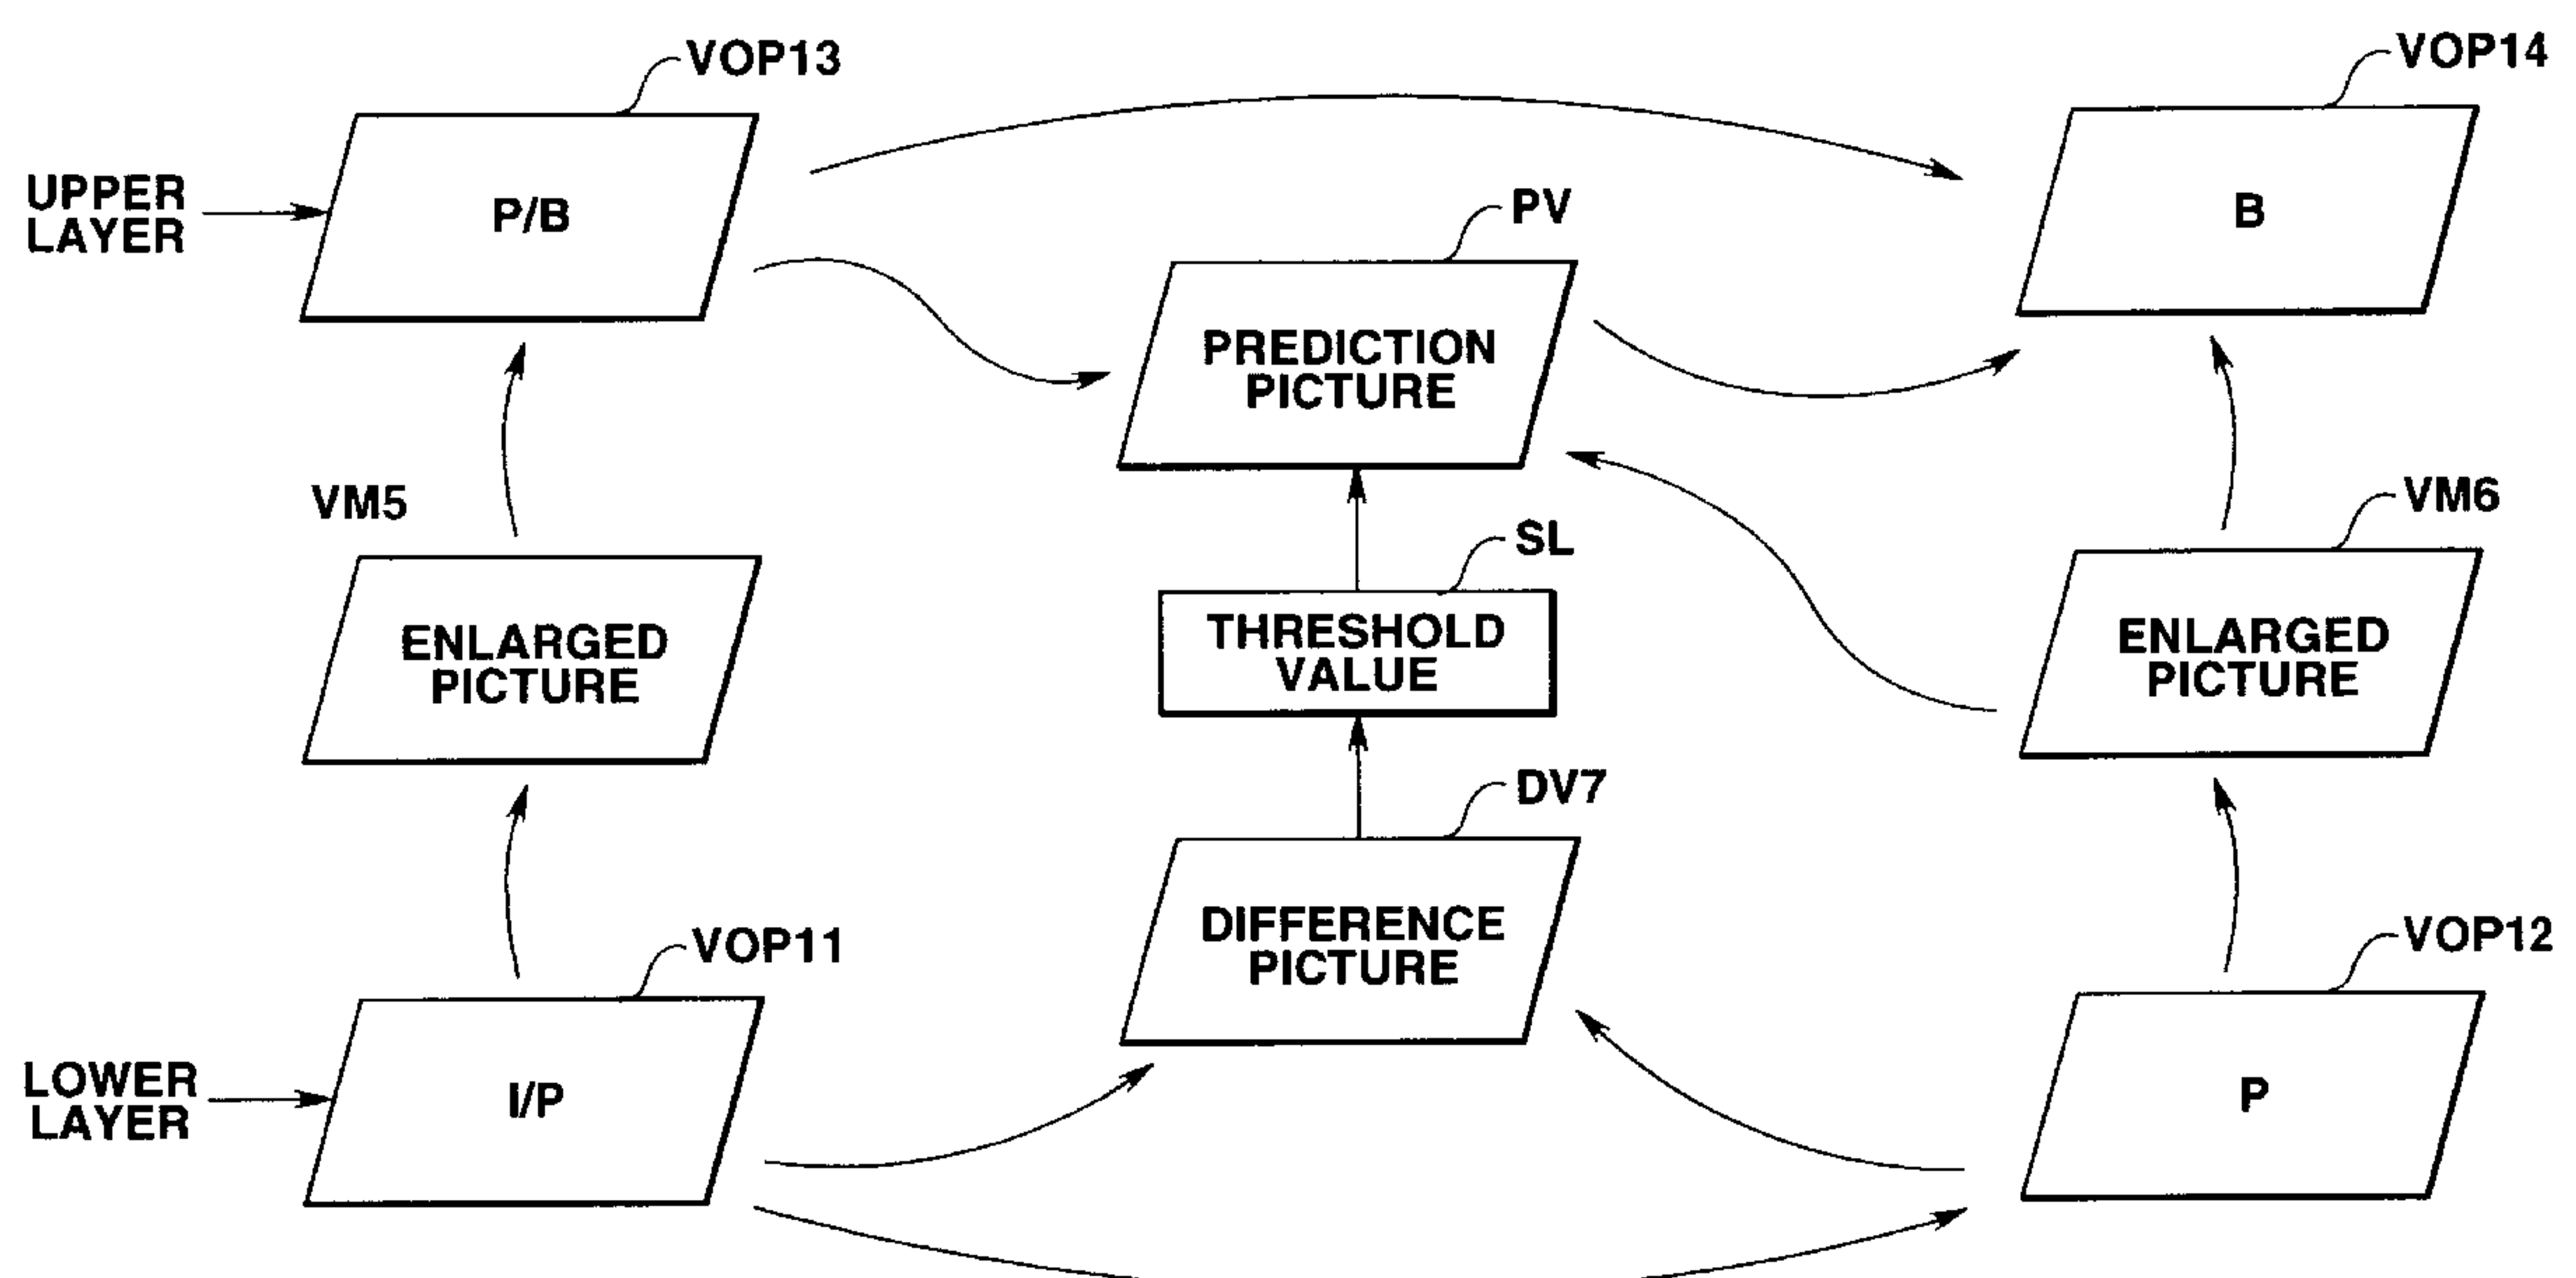 VOP13
VOP14
UPPER
LAYER
P/B
PV
B
PREDICTION
PICTURE
VM5
VM6
SL
THRESHOLD
VALUE
ENLARGED
PICTURE
ENLARGED
PICTURE
DV7
DIFFERENCE
PICTURE
VOP11
VOP12
LOWER
LAYER
I/P
P